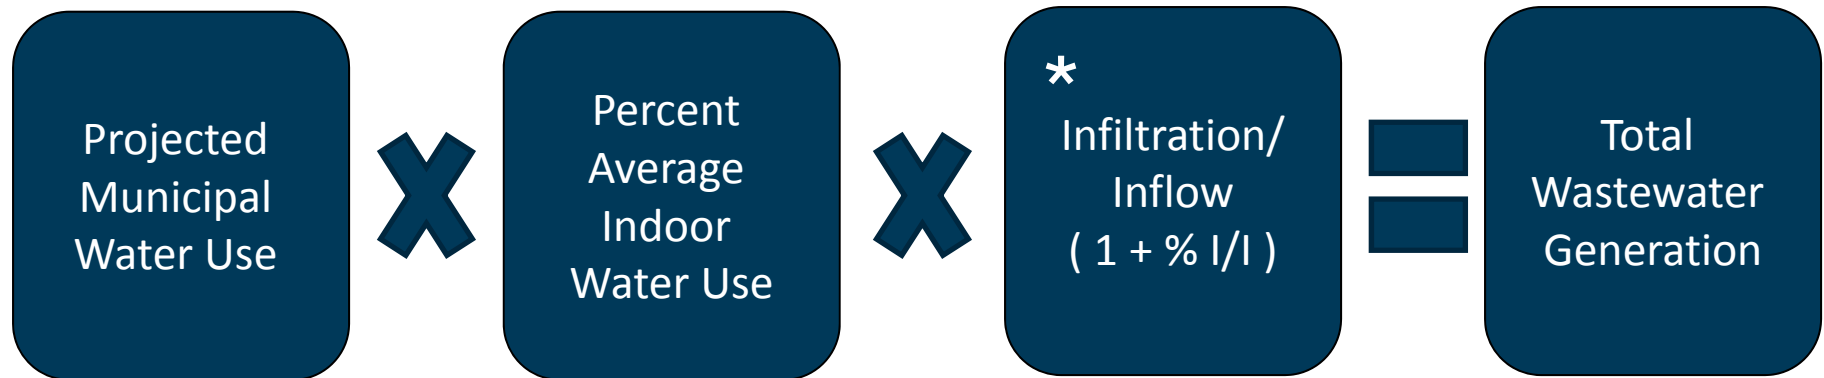 Projected
Municipal
Water Use
Percent
Average
Indoor
Water Use
*
Infiltration/
Inflow
( 1 + % I/I )
Total
Wastewater
Generation